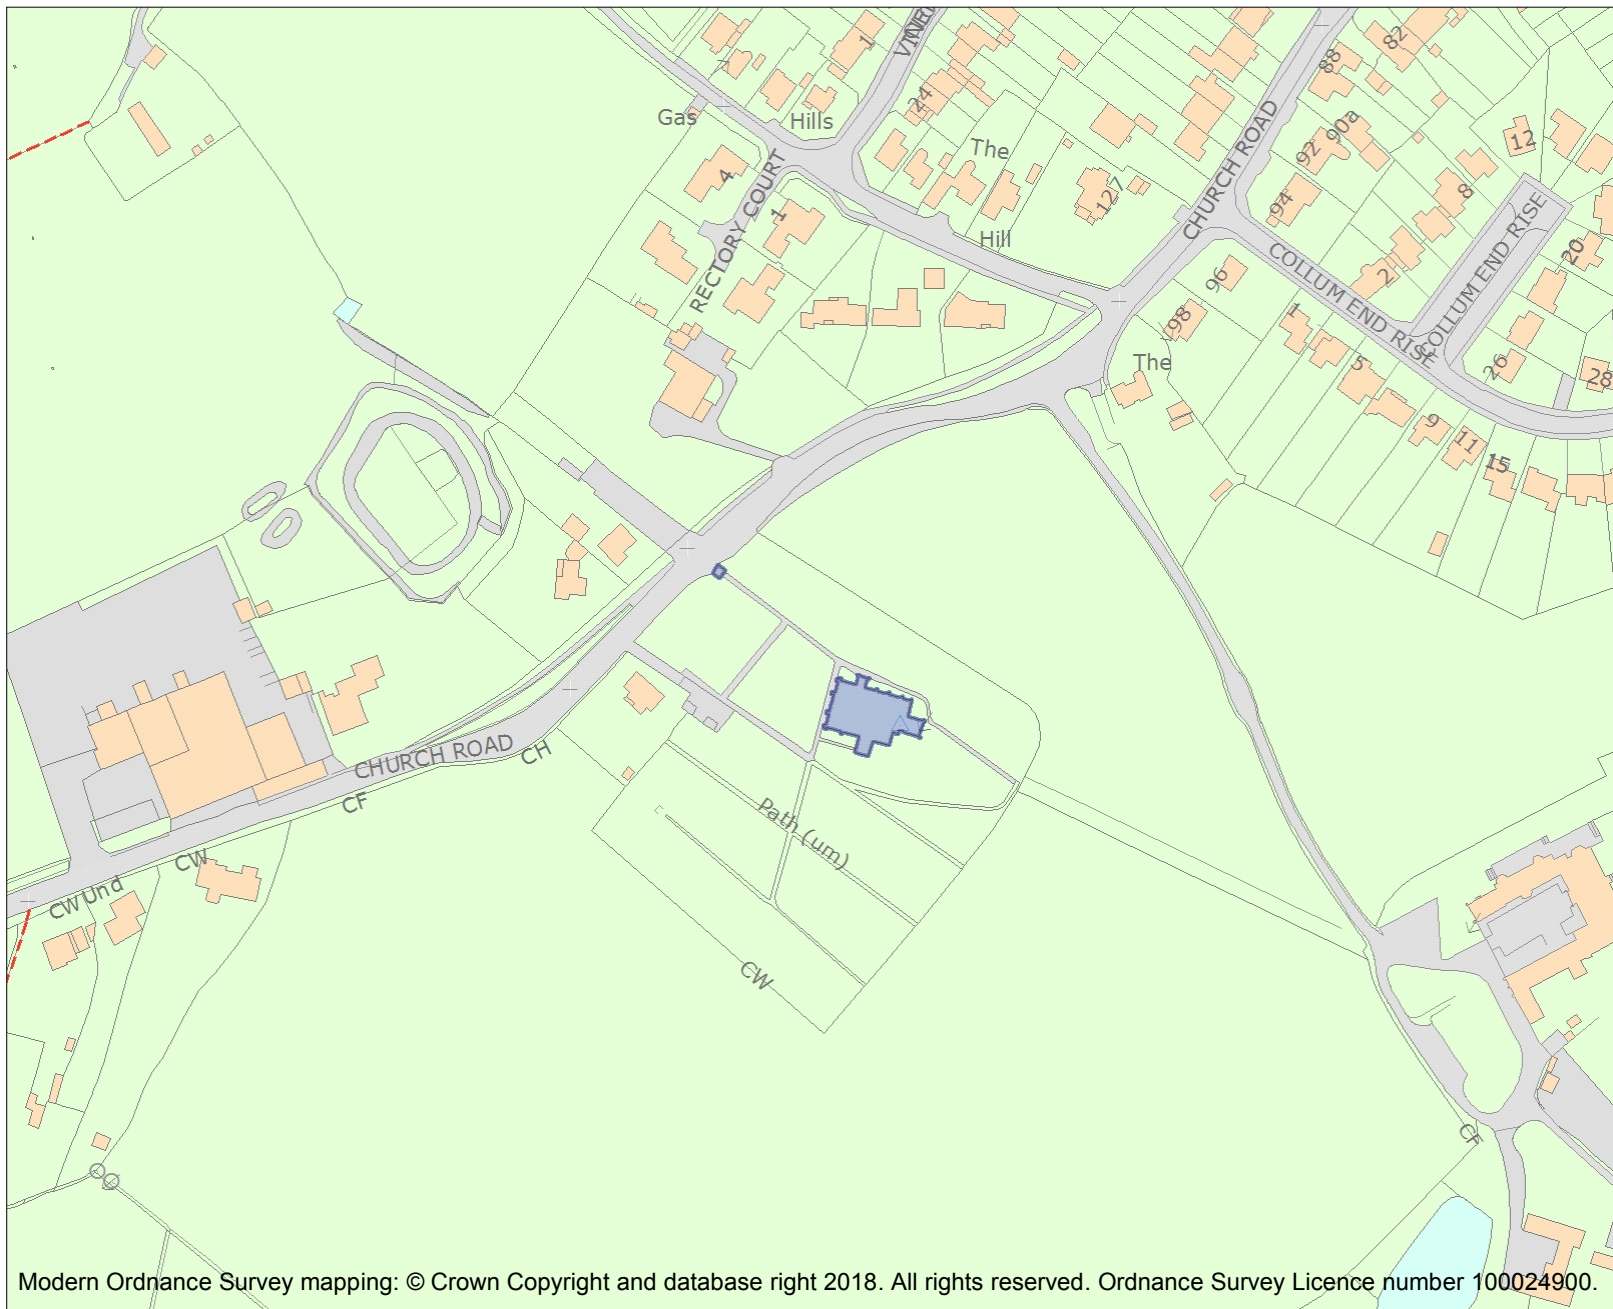 82
88
1
24
Gas
Hills
90a
92
12
The
4
127
8
94
1
CHURCH ROAD
RECTORY COURT
Hill
COLLUM END RISE
COLLUM END RISE
20
2
96
98
1
The
5
26
28
9
11
15
CHURCH ROAD
CH
CF
Path (um)
CW
CW Und
CW
CF
Modern Ordnance Survey mapping: © Crown Copyright and database right 2018. All rights reserved. Ordnance Survey Licence number 100024900.